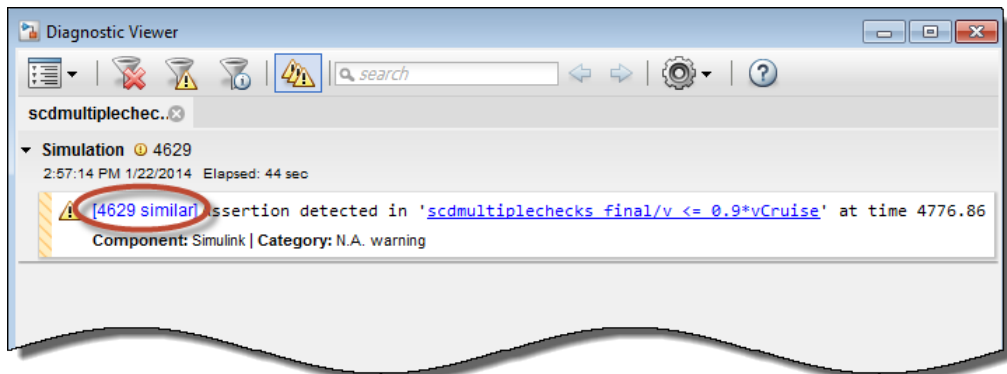 Diagnostic Viewer
search
scdmultiplechec..
Simulation 4629
2:57:14 PM 1/22/2014 Elapsed: 44 sec
[4629 similar] Assertion detected in 'scdmultiplechecks_final/v <= 0.9*vCruise' at time 4776.86
Component: Simulink | Category: N.A. warning